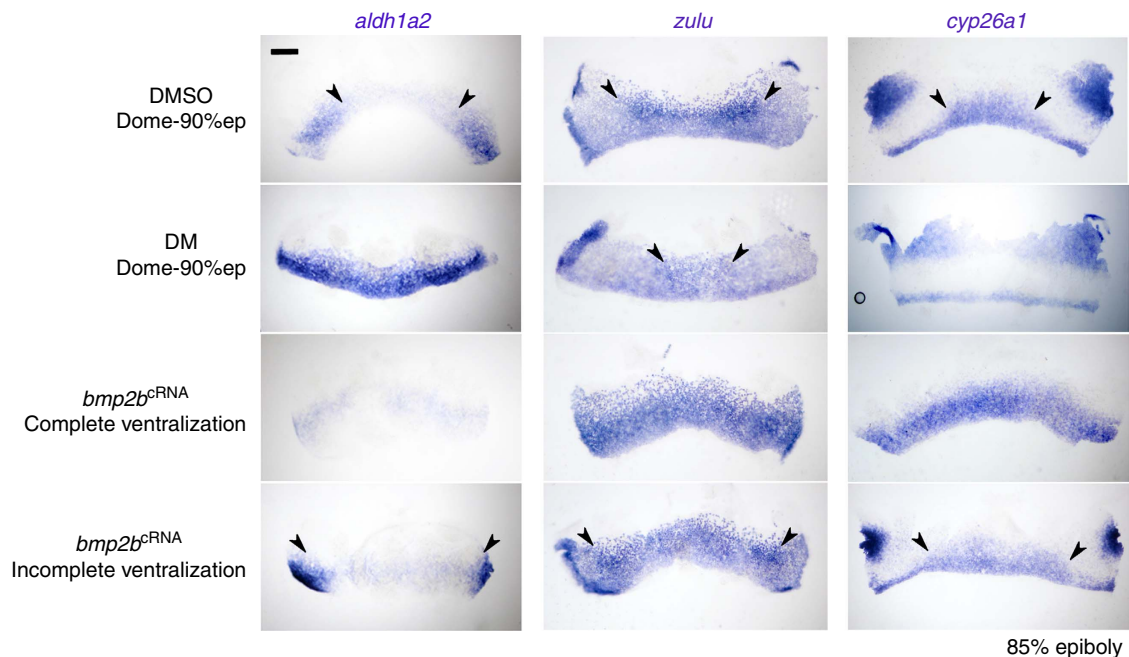 aldh1a2 zulu cyp26a1
DMSO
Dome-90%ep
DM
Dome-90%ep
bmp2bcRNA
Complete ventralization
bmp2bcRNA
Incomplete ventralization
85% epiboly